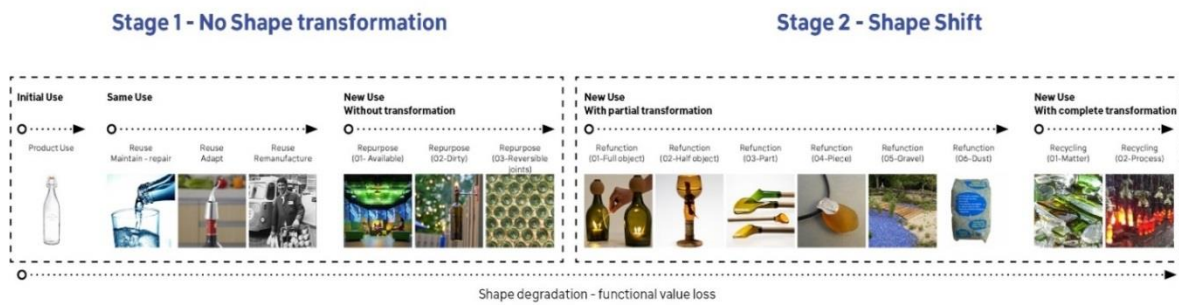 Stage 1 - No Shape transformation
Stage 2 - Shape Shift
Initial Use
Product Use
Same Use
Reuse
Maintain - repair
Reuse
Adapt
Reuse
Remanufacture
New Use
Without transformation
Repurpose
(01- Available)
Repurpose
(02-Dirty)
Repurpose
(03-Reversible
joints)
New Use
With partial transformation
Refunction
(01-Full object)
Refunction
(02-Half object)
Refunction
(03-Part)
Refunction
(04-Piece)
Refunction
(05-Gravel)
Refunction
(06-Dust)
New Use
With complete transformation
Recycling
(01-Matter)
Recycling
(02-Process)
Shape degradation - functional value loss